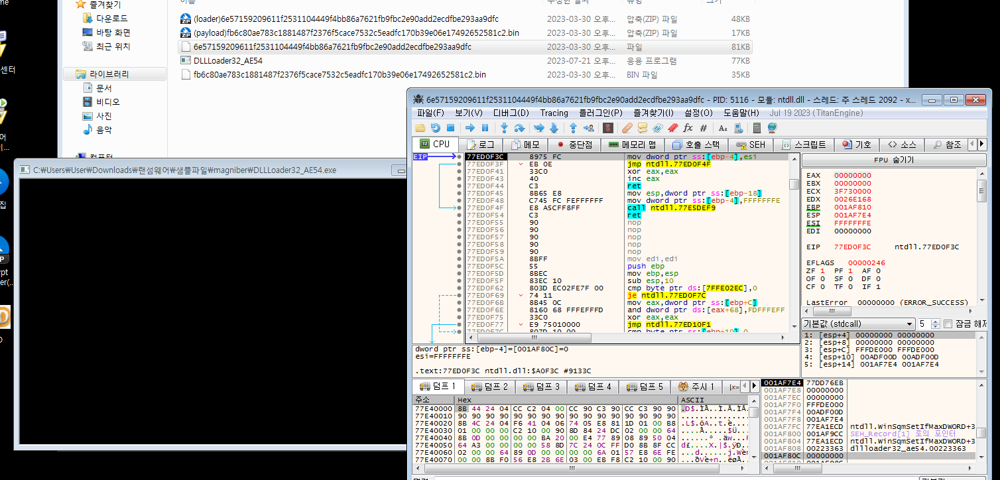 me
즐겨찾기
다운로드
바탕 화면
최근 위치
라이브러리
문서
비디오
사진
음악
컴퓨터
센터
이름
수정한 날짜
유형
크기
(loader)6e57159209611f2531104449f4bb86a7621fb9fbc2e90add2ecdfbe293aa9dfc 2023-03-30 오후... 압축(ZIP) 파일 48KB
(payload)fb6c80ae783c1881487f2376f5cace7532c5eadfc170b39e06e17492652581c2.bin 2023-03-30 오후... 압축(ZIP) 파일 17KB
6e57159209611f2531104449f4bb86a7621fb9fbc2e90add2ecdfbe293aa9dfc 2023-03-30 오후... 파일 81KB
DLLLoader32_AE54 2023-07-21 오후... 응용 프로그램 77KB
fb6c80ae783c1881487f2376f5cace7532c5eadfc170b39e06e17492652581c2.bin 2023-03-30 오후... BIN 파일 35KB
C:₩Users₩User₩Downloads₩랜섬웨어₩샘플파일₩magniber₩DLLLoader32_AE54.exe
6e57159209611f2531104449f4bb86a7621fb9fbc2e90add2ecdfbe293aa9dfc - PID: 5116 - 모듈: ntdll.dll - 스레드: 주 스레드 2092 - x...
파일(F) 보기(V) 디버그(D) Tracing 플러그인(P) 즐겨찾기(I) 설정(O) 도움말(H) Jul 19 2023 (TitanEngine)
CPU 로그 메모 중단점 메모리 맵 호출 스택 SEH 스크립트 기호 소스 참조
EIP
77ED0F3C 8975 FC mov dword ptr ss:[ebp-4],esi
77ED0F3F EB 0E jmp ntdll.77ED0F4F
77ED0F41 33C0 xor eax,eax
77ED0F43 40 inc eax
77ED0F44 C3 ret
77ED0F45 8B65 E8 mov esp,dword ptr ss:[ebp-18]
77ED0F48 C745 FC FEFFFFFF mov dword ptr ss:[ebp-4],FFFFFFFE
77ED0F4F E8 A5CFF8FF call ntdll.77E5DEF9
77ED0F54 C3 ret
77ED0F55 90 nop
77ED0F56 90 nop
77ED0F57 90 nop
77ED0F58 90 nop
77ED0F59 90 nop
77ED0F5A 8BFF mov edi,edi
77ED0F5C 55 push ebp
77ED0F5D 8BEC mov ebp,esp
77ED0F5F 83EC 10 sub esp,10
77ED0F62 803D EC02FE7F 00 cmp byte ptr ds:[7FFE02EC],0
77ED0F69 74 11 je ntdll.77ED0F7C
77ED0F6B 8B45 0C mov eax,dword ptr ss:[ebp+C]
77ED0F6E 8160 68 FFFEFFFD and dword ptr ds:[eax+68],FDFFFEFF
77ED0F75 33C0 xor eax,eax
77ED0F77 E9 75010000 jmp ntdll.77ED10F1
77ED0F7C 807D 10 00 cmp byte ptr ss:[ebp+10],0
FPU 숨기기
EAX 00000000
EBX 00000000
ECX 3F730000
EDX 0026E168
EBP 001AF810
ESP 001AF7E4
ESI FFFFFFFE
EDI 00000000
EIP 77ED0F3C ntdll.77ED0F3C
EFLAGS 00000246
ZF 1 PF 1 AF 0
OF 0 SF 0 DF 0
CF 0 TF 0 IF 1
LastError 00000000 (ERROR_SUCCESS)
기본값 (stdcall) 5 잠금 해제
1: [esp+4] 00000000 00000000
2: [esp+8] 00000000 00000000
3: [esp+C] FFFDE000 FFFDE000
4: [esp+10] 00ADF00D 00ADF00D
5: [esp+14] 001AF7E4 001AF7E4
dword ptr ss:[ebp-4]=[001AF80C]=0
esi=FFFFFFFE
.text:77ED0F3C ntdll.dll:$A0F3C #9133C
덤프 1 덤프 2 덤프 3 덤프 4 덤프 5 주시 1 [x=
주소 Hex ASCII
77E40000 8B 44 24 04 CC C2 04 00 CC 90 C3 90 CC C3 90 90 .D$.ÌÂ..Ì.Ã.ÌÃ
77E40010 90 90 90 90 90 90 90 90 90 90 90 90 90 90 90 90
77E40020 8B 4C 24 04 F6 41 04 06 74 05 E8 81 1D 01 00 B8 .L$.öA..t.è...
77E40030 01 00 00 00 C2 10 00 90 8D 84 24 DC 02 00 00 64 ....Â.....$Ü...
77E40040 8B 0D 00 00 00 00 BA 20 00 E4 77 89 08 89 50 04
77E40050 64 A3 00 00 00 00 58 8D 7C 24 0C FF D0 8B 8F CC
77E40060 02 00 00 64 89 0D 00 00 00 00 6A 01 57 E8 6E FE
77E40070 00 00 8B F0 56 E8 2B 6E 03 00 EB F8 C2 10 00 90
001AF7E4 77DD76EB
001AF7E8 00000000
001AF7EC 00000000
001AF7F0 FFFDE000
001AF7F4 00ADF00D
001AF7F8 001AF7E4
001AF7FC 77EA1ECD ntdll.WinSqmSetIfMaxDWORD+3
001AF800 001AF9CC SEH_Record[1] 로의 포인터
001AF804 77EA1ECD ntdll.WinSqmSetIfMaxDWORD+3
001AF808 00223363 dllloader32_ae54.00223363
001AF80C 00000000